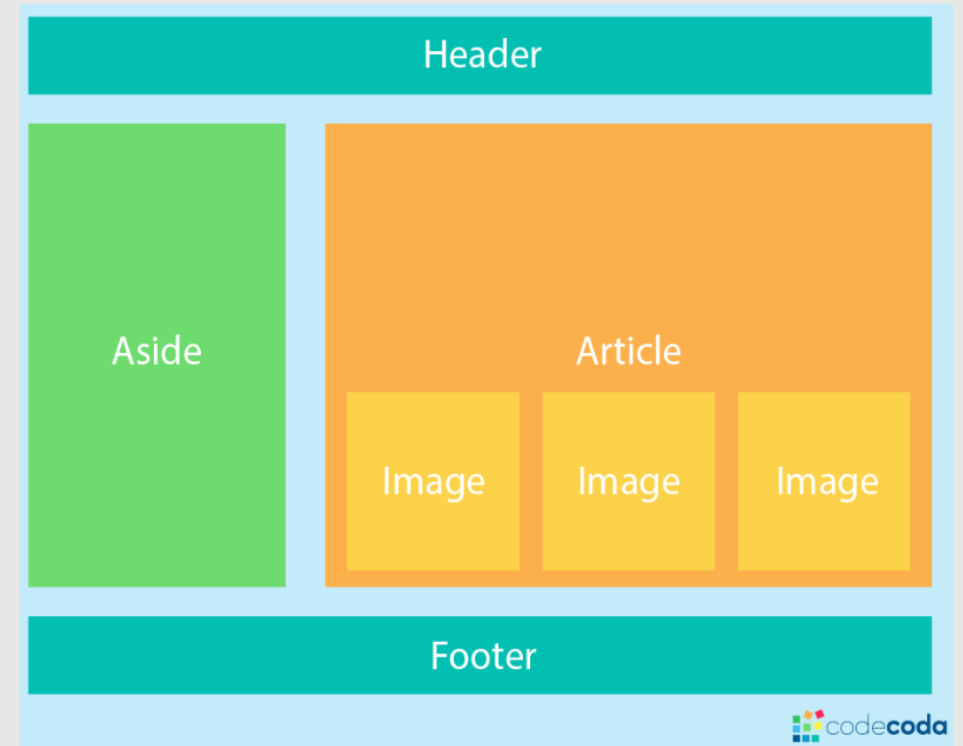 Header
Aside
Article
Image
Image
Image
Footer
codecoda